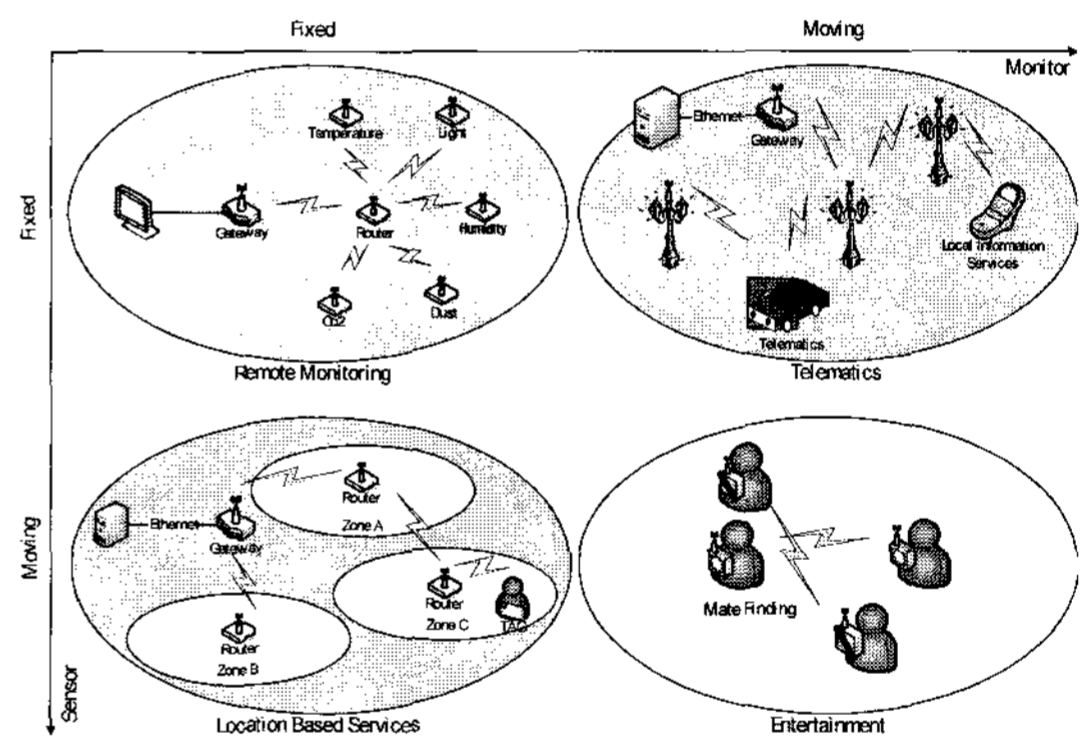 Fixed
Moving
Monitor
Fixed
Temperature
Light
Gateway
Router
Humidity
CO2
Dust
Remote Monitoring
Ethernet
Gateway
Local Information
Services
Telematics
Telematics
Moving
Sensor
Router
Zone A
Ethernet
Gateway
Router
Zone C
TAG
Router
Zone B
Location Based Services
Mate Finding
Entertainment